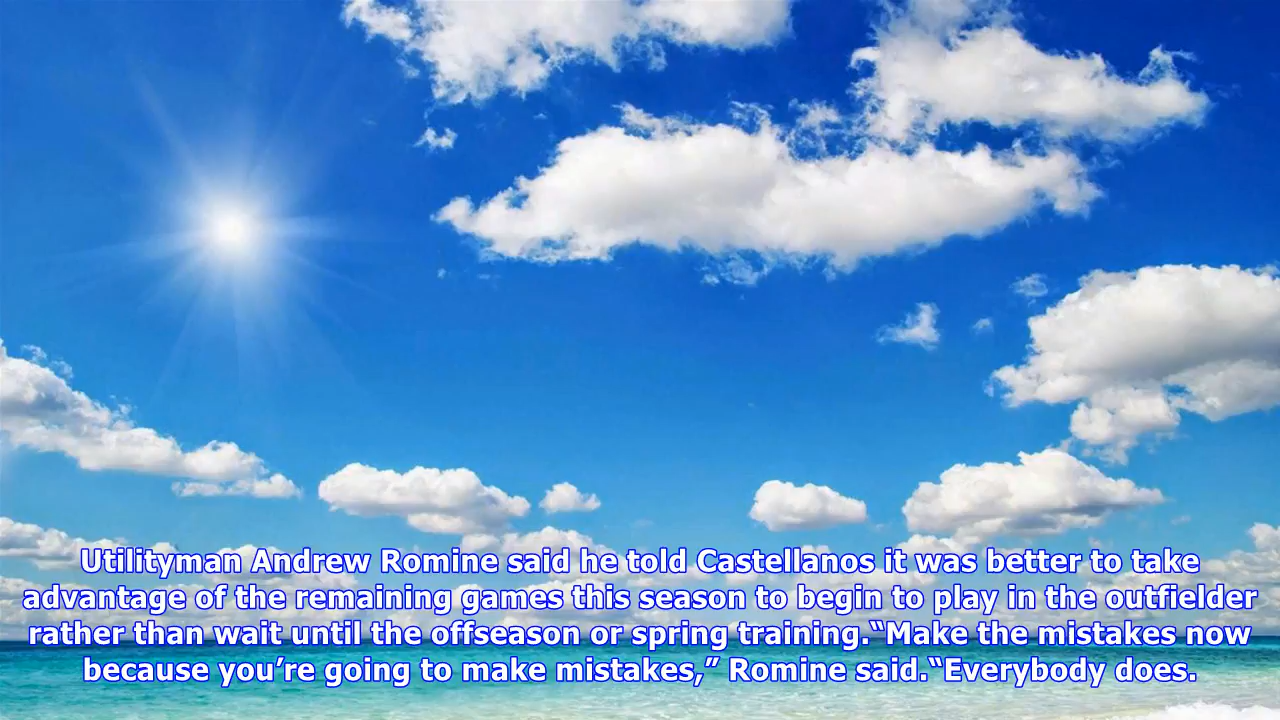 Utilityman Andrew Romine said he told Castellanos it was better to take
advantage of the remaining games this season to begin to play in the outfielder
rather than wait until the offseason or spring training.“Make the mistakes now
because you’re going to make mistakes,” Romine said.“Everybody does.